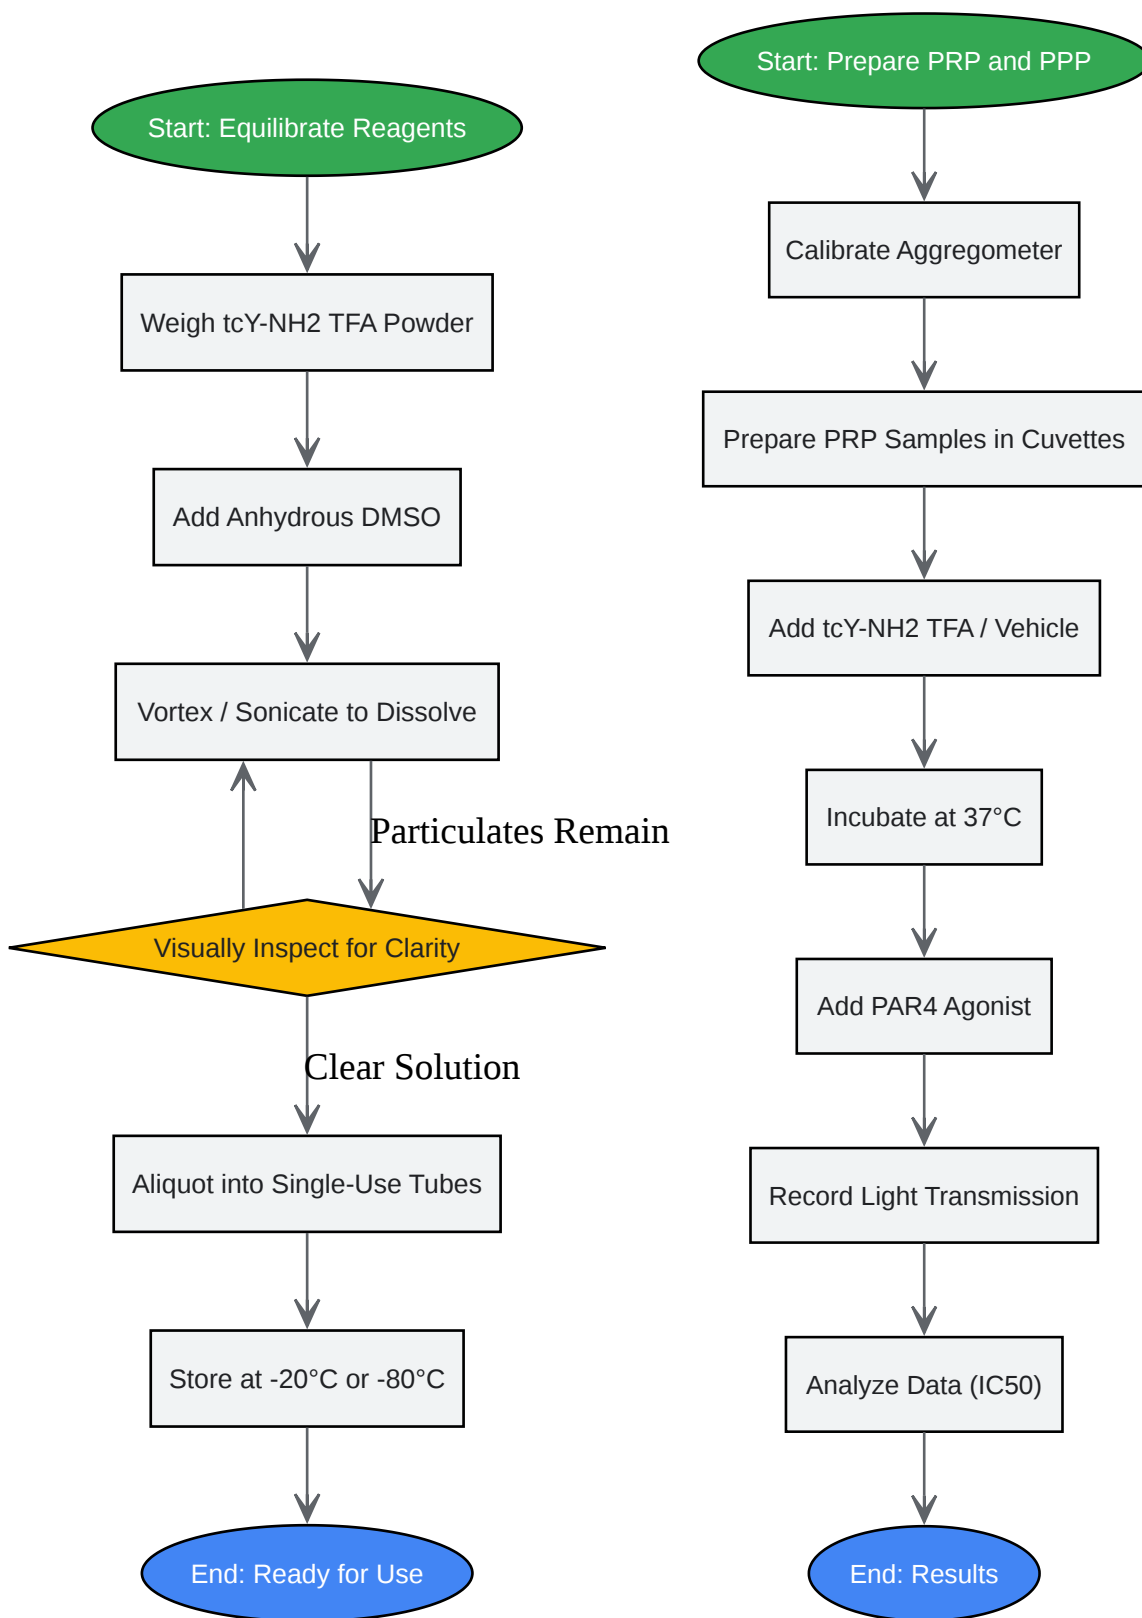 Start: Equilibrate Reagents
Weigh tcY-NH2 TFA Powder
Add Anhydrous DMSO
Vortex / Sonicate to Dissolve
Particulates Remain
Visually Inspect for Clarity
Clear Solution
Aliquot into Single-Use Tubes
Store at -20°C or -80°C
End: Ready for Use
Start: Prepare PRP and PPP
Calibrate Aggregometer
Prepare PRP Samples in Cuvettes
Add tcY-NH2 TFA / Vehicle
Incubate at 37°C
Add PAR4 Agonist
Record Light Transmission
Analyze Data (IC50)
End: Results